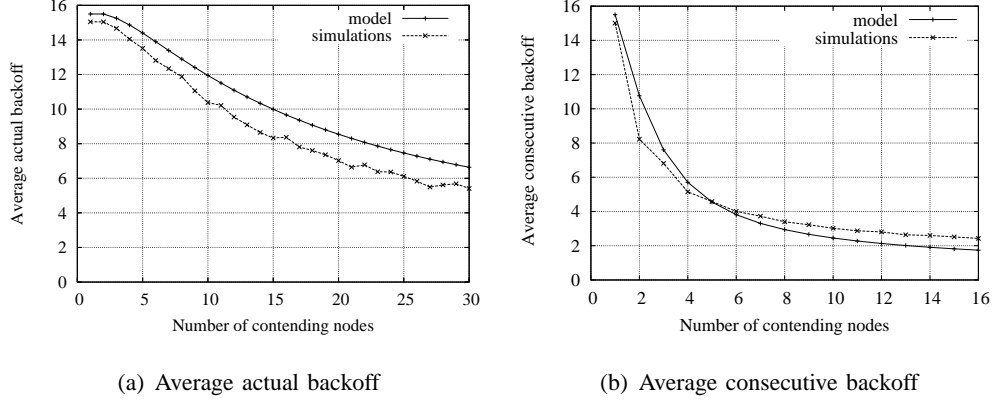 16
14
12
10
8
6
4
2
0
Average actual backoff
model
simulations
0 5 10 15 20 25 30
Number of contending nodes
(a) Average actual backoff
16
14
12
10
8
6
4
2
0
Average consecutive backoff
model
simulations
0 2 4 6 8 10 12 14 16
Number of contending nodes
(b) Average consecutive backoff